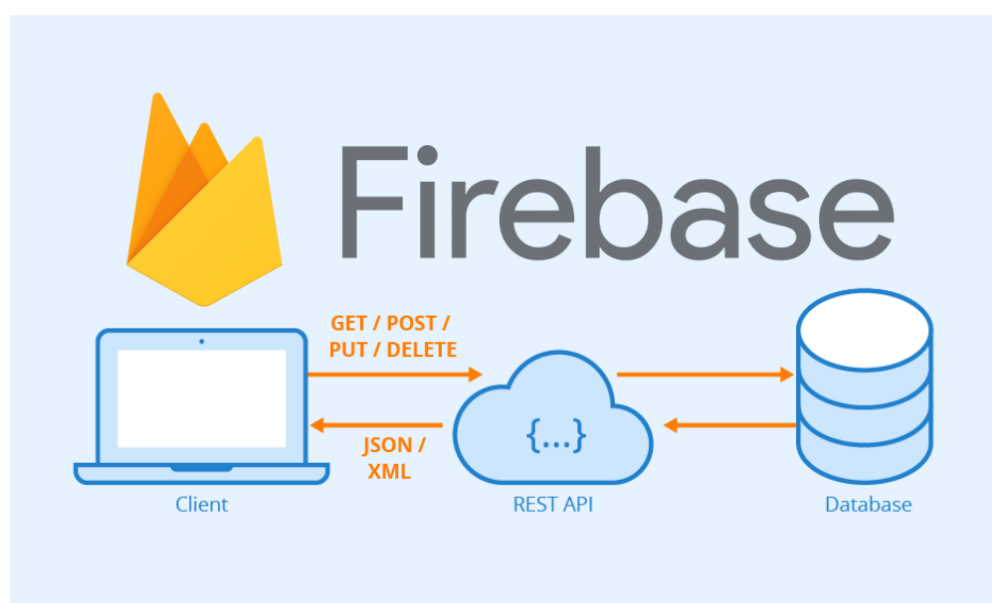 Firebase
GET / POST /
PUT / DELETE
{...}
JSON /
XML
Client
REST API
Database